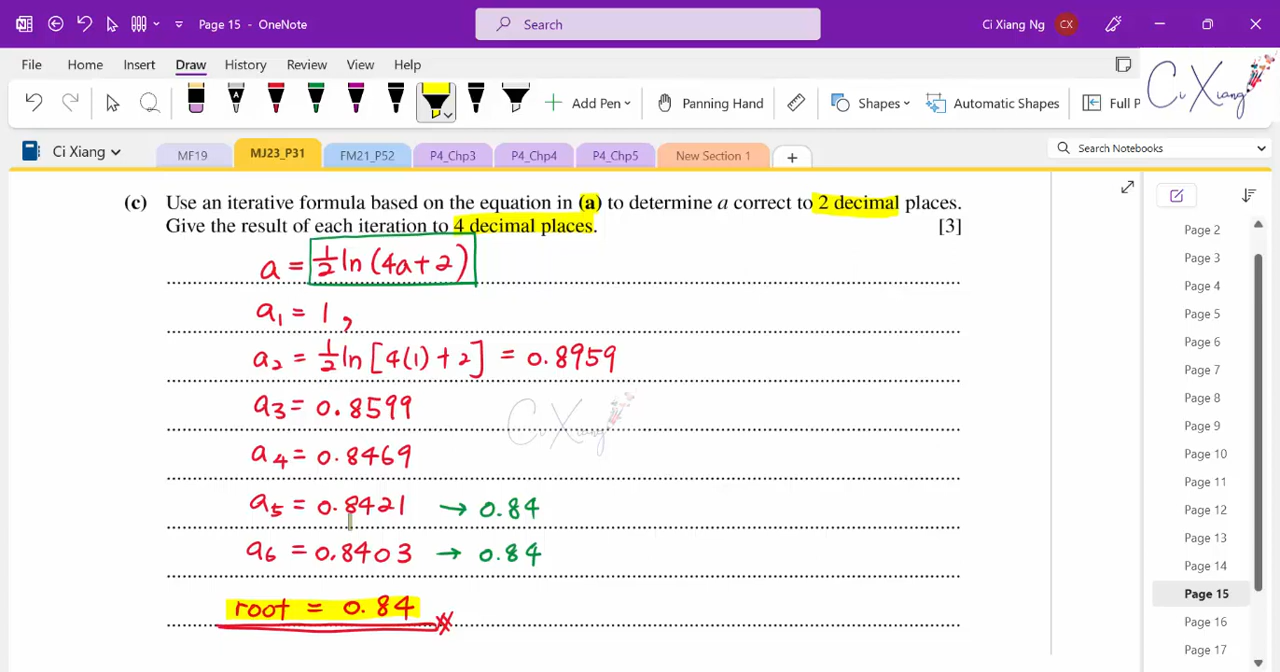 Page 15 - OneNote
Search
Ci Xiang Ng
CX
File
Home
Insert
Draw
History
Review
View
Help
Add Pen
Panning Hand
Shapes
Automatic Shapes
Full P
Ci Xiang
Ci Xiang
MF19
MJ23_P31
FM21_P52
P4_Chp3
P4_Chp4
P4_Chp5
New Section 1
Search Notebooks
(c) Use an iterative formula based on the equation in (a) to determine a correct to 2 decimal places.
Give the result of each iteration to 4 decimal places. [3]
a = 1/2 ln (4a+2)
a₁ = 1 ,
a₂ = 1/2 ln [4(1) + 2] = 0.8959
a₃ = 0.8599
Ci Xiang
a₄ = 0.8469
a₅ = 0.8421 → 0.84
a₆ = 0.8403 → 0.84
root = 0.84
Page 2
Page 3
Page 4
Page 5
Page 6
Page 7
Page 8
Page 9
Page 10
Page 11
Page 12
Page 13
Page 14
Page 15
Page 16
Page 17